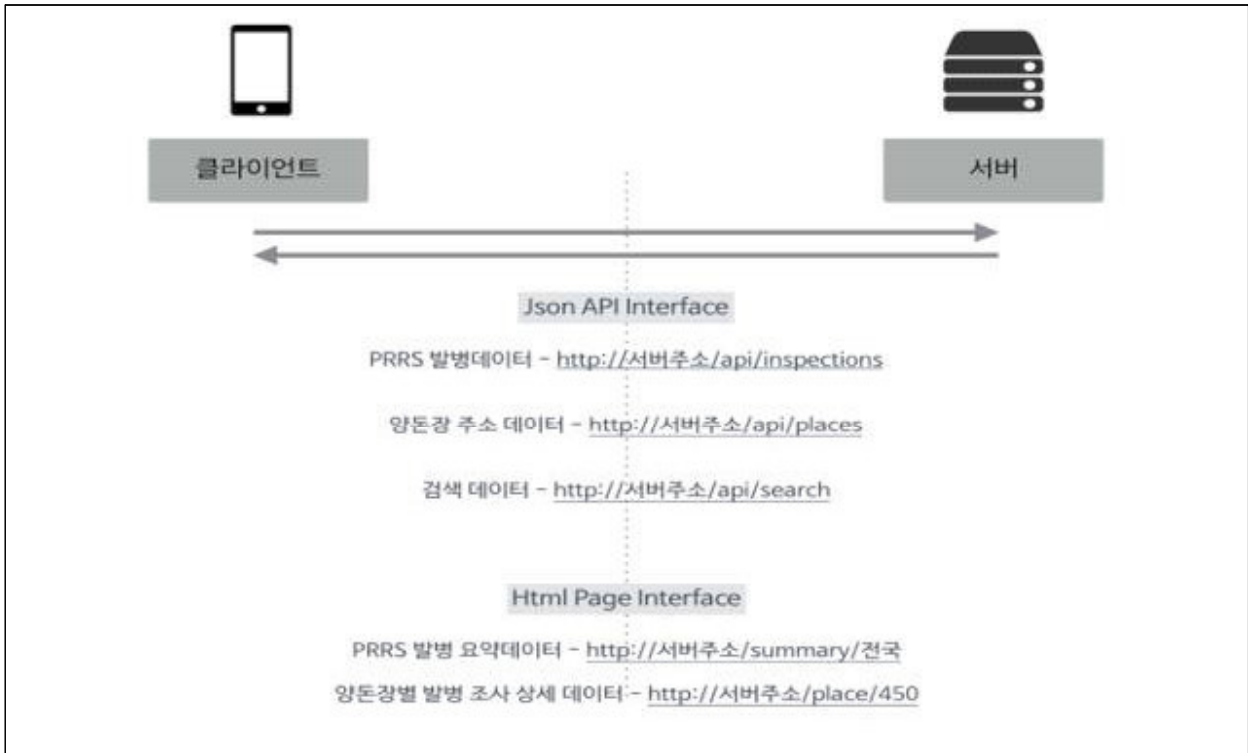 클라이언트
서버
Json API Interface
PRRS 발병데이터 – http://서버주소/api/inspections
양돈장 주소 데이터 – http://서버주소/api/places
검색 데이터 – http://서버주소/api/search
Html Page Interface
PRRS 발병 요약데이터 – http://서버주소/summary/전국
양돈장별 발병 조사 상세 데이터 – http://서버주소/place/450